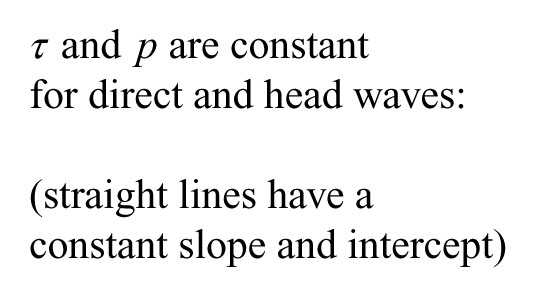 τ and p are constant
for direct and head waves:
(straight lines have a
constant slope and intercept)